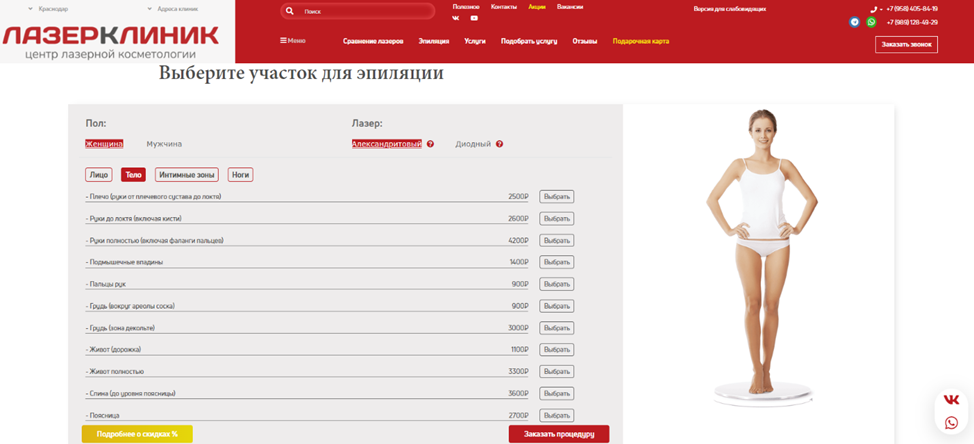 Краснодар
Адреса клиник
ЛАЗЕРКЛИНИК
центр лазерной косметологии
Поиск
Полезное Контакты Акции Вакансии
Версия для слабовидящих
+7 (958) 405-84-19
+7 (989) 128-49-29
Меню
Сравнение лазеров Эпиляция Услуги Подобрать услугу Отзывы Подарочная карта
Заказать звонок
Выберите участок для эпиляции
Пол:
Лазер:
Женщина Мужчина
Александритовый ? Диодный ?
Лицо Тело Интимные зоны Ноги
- Плечо (руки от плечевого сустава до локтя) 2500₽ Выбрать
- Руки до локтя (включая кисти) 2600₽ Выбрать
- Руки полностью (включая фаланги пальцев) 4200₽ Выбрать
- Подмышечные впадины 1400₽ Выбрать
- Пальцы рук 900₽ Выбрать
- Грудь (вокруг ареолы соска) 900₽ Выбрать
- Грудь (зона декольте) 3000₽ Выбрать
- Живот (дорожка) 1100₽ Выбрать
- Живот полностью 3300₽ Выбрать
- Спина (до уровня поясницы) 3600₽ Выбрать
- Поясница 2700₽ Выбрать
Подробнее о скидках %
Заказать процедуру